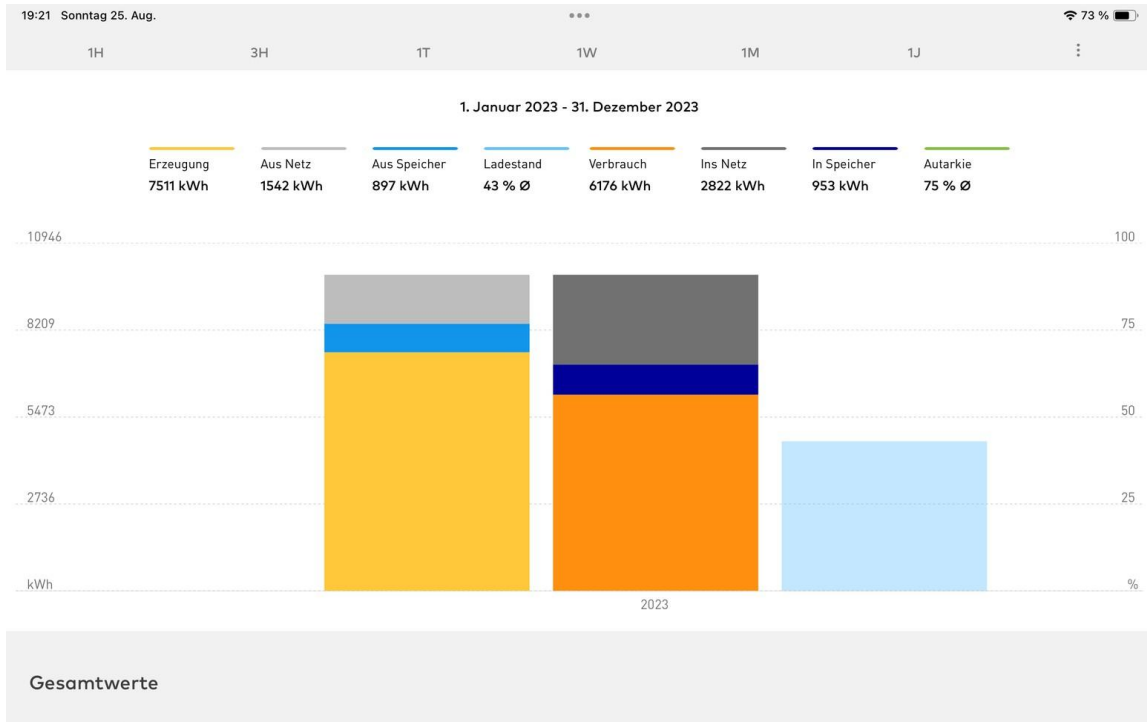 19:21 Sonntag 25. Aug.
73 %
1H 3H 1T 1W 1M 1J
1. Januar 2023 - 31. Dezember 2023
Erzeugung Aus Netz Aus Speicher Ladestand Verbrauch Ins Netz In Speicher Autarkie
7511 kWh 1542 kWh 897 kWh 43 % Ø 6176 kWh 2822 kWh 953 kWh 75 % Ø
10946 100
8209 75
5473 50
2736 25
kWh %
2023
Gesamtwerte